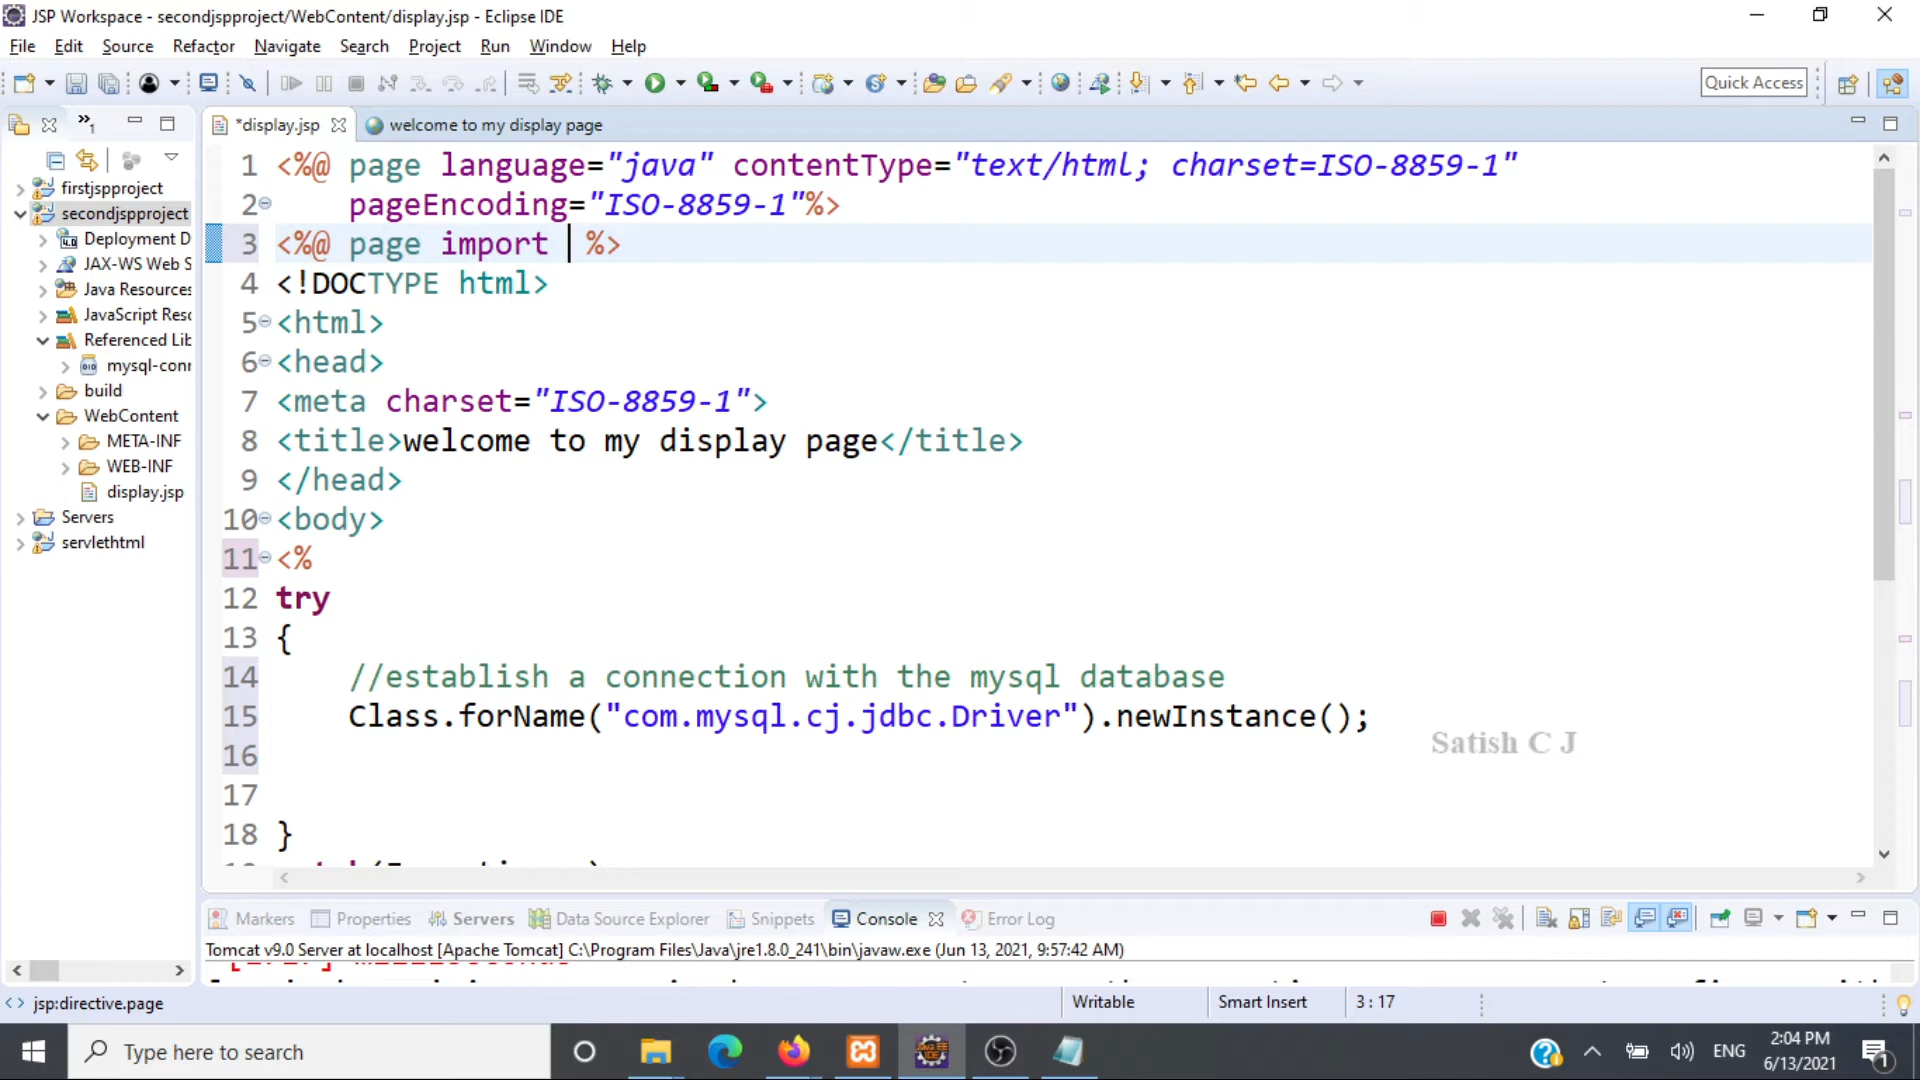 JSP Workspace - secondjspproject/WebContent/display.jsp - Eclipse IDE
File Edit Source Refactor Navigate Search Project Run Window Help
Quick Access
*display.jsp welcome to my display page
firstjspproject
secondjspproject
Deployment D
JAX-WS Web S
Java Resources
JavaScript Reso
Referenced Lib
mysql-conn
build
WebContent
META-INF
WEB-INF
display.jsp
Servers
servlethtml
1 <%@ page language="java" contentType="text/html; charset=ISO-8859-1"
2 pageEncoding="ISO-8859-1"%>
3 <%@ page import %>
4 <!DOCTYPE html>
5 <html>
6 <head>
7 <meta charset="ISO-8859-1">
8 <title>welcome to my display page</title>
9 </head>
10 <body>
11 <%
12 try
13 {
14 //establish a connection with the mysql database
15 Class.forName("com.mysql.cj.jdbc.Driver").newInstance();
16
17
18 }
Satish C J
Markers Properties Servers Data Source Explorer Snippets Console Error Log
Tomcat v9.0 Server at localhost [Apache Tomcat] C:\Program Files\Java\jre1.8.0_241\bin\javaw.exe (Jun 13, 2021, 9:57:42 AM)
jsp:directive.page Writable Smart Insert 3 : 17
Type here to search
ENG
2:04 PM
6/13/2021
1